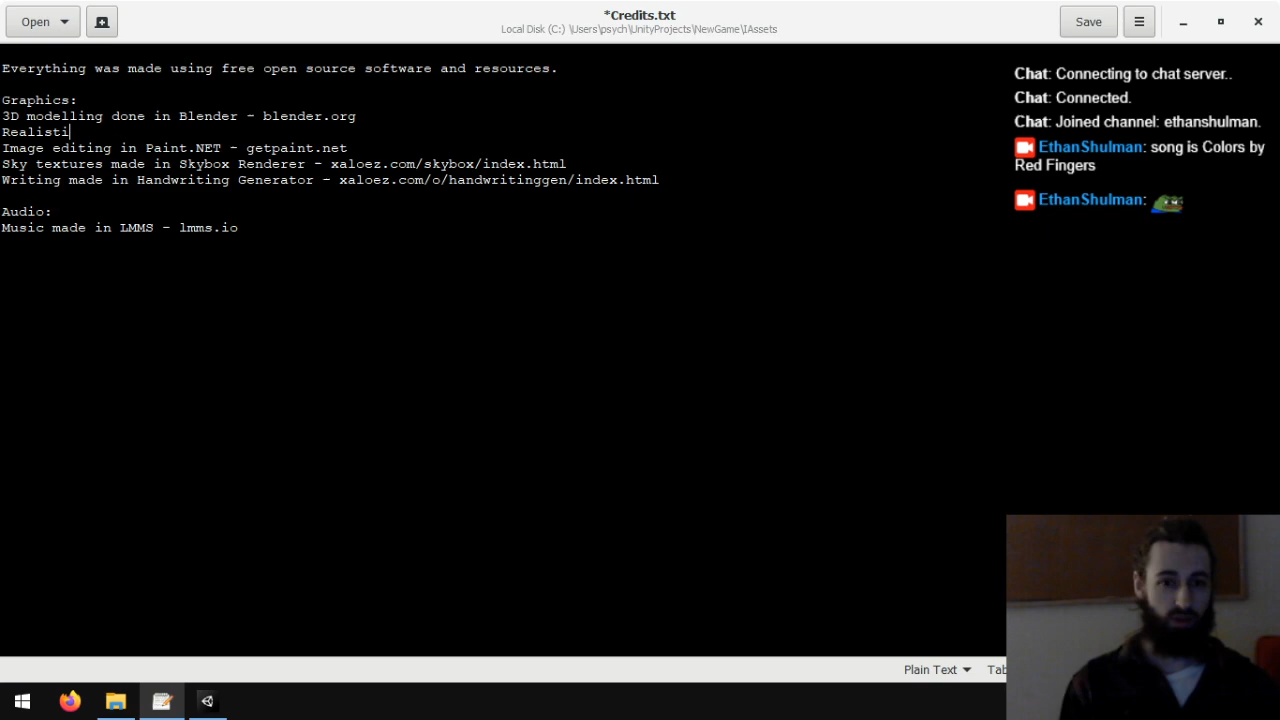 Open
*Credits.txt
Local Disk (C:) \Users\psych\UnityProjects\NewGame\IAssets
Save
Everything was made using free open source software and resources.
Graphics:
3D modelling done in Blender - blender.org
Realisti
Image editing in Paint.NET - getpaint.net
Sky textures made in Skybox Renderer - xaloez.com/skybox/index.html
Writing made in Handwriting Generator - xaloez.com/o/handwritinggen/index.html
Audio:
Music made in LMMS - lmms.io
Chat: Connecting to chat server..
Chat: Connected.
Chat: Joined channel: ethanshulman.
EthanShulman: song is Colors by
Red Fingers
EthanShulman:
Plain Text
Tab